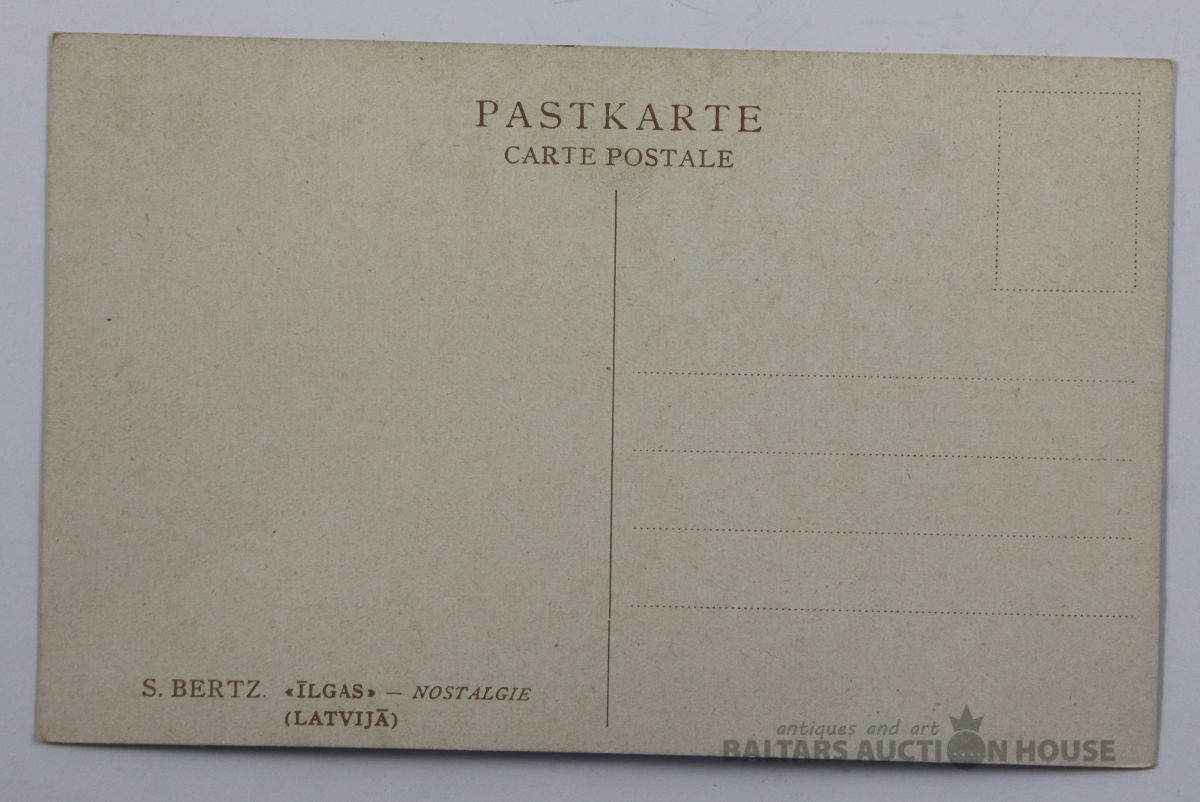 PASTKARTE
CARTE POSTALE
S. BERTZ. «ĪLGAS» — NOSTALGIE
(LATVIJĀ)
antiques and art
BALTARS AUCTION HOUSE